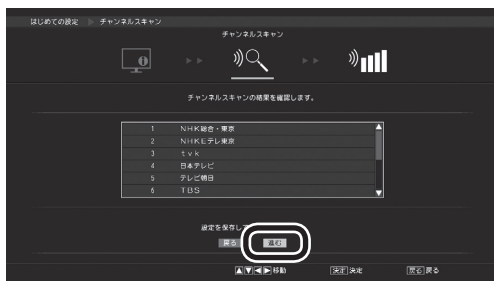 はじめての設定 チャンネルスキャン
チャンネルスキャン
チャンネルスキャンの結果を確認します。
1 NHK総合・東京
2 NHKEテレ東京
3 tvk
4 日本テレビ
5 テレビ朝日
6 TBS
設定を保存し
戻る 進む
▲▼◀▶移動 決定 決定 戻る 戻る